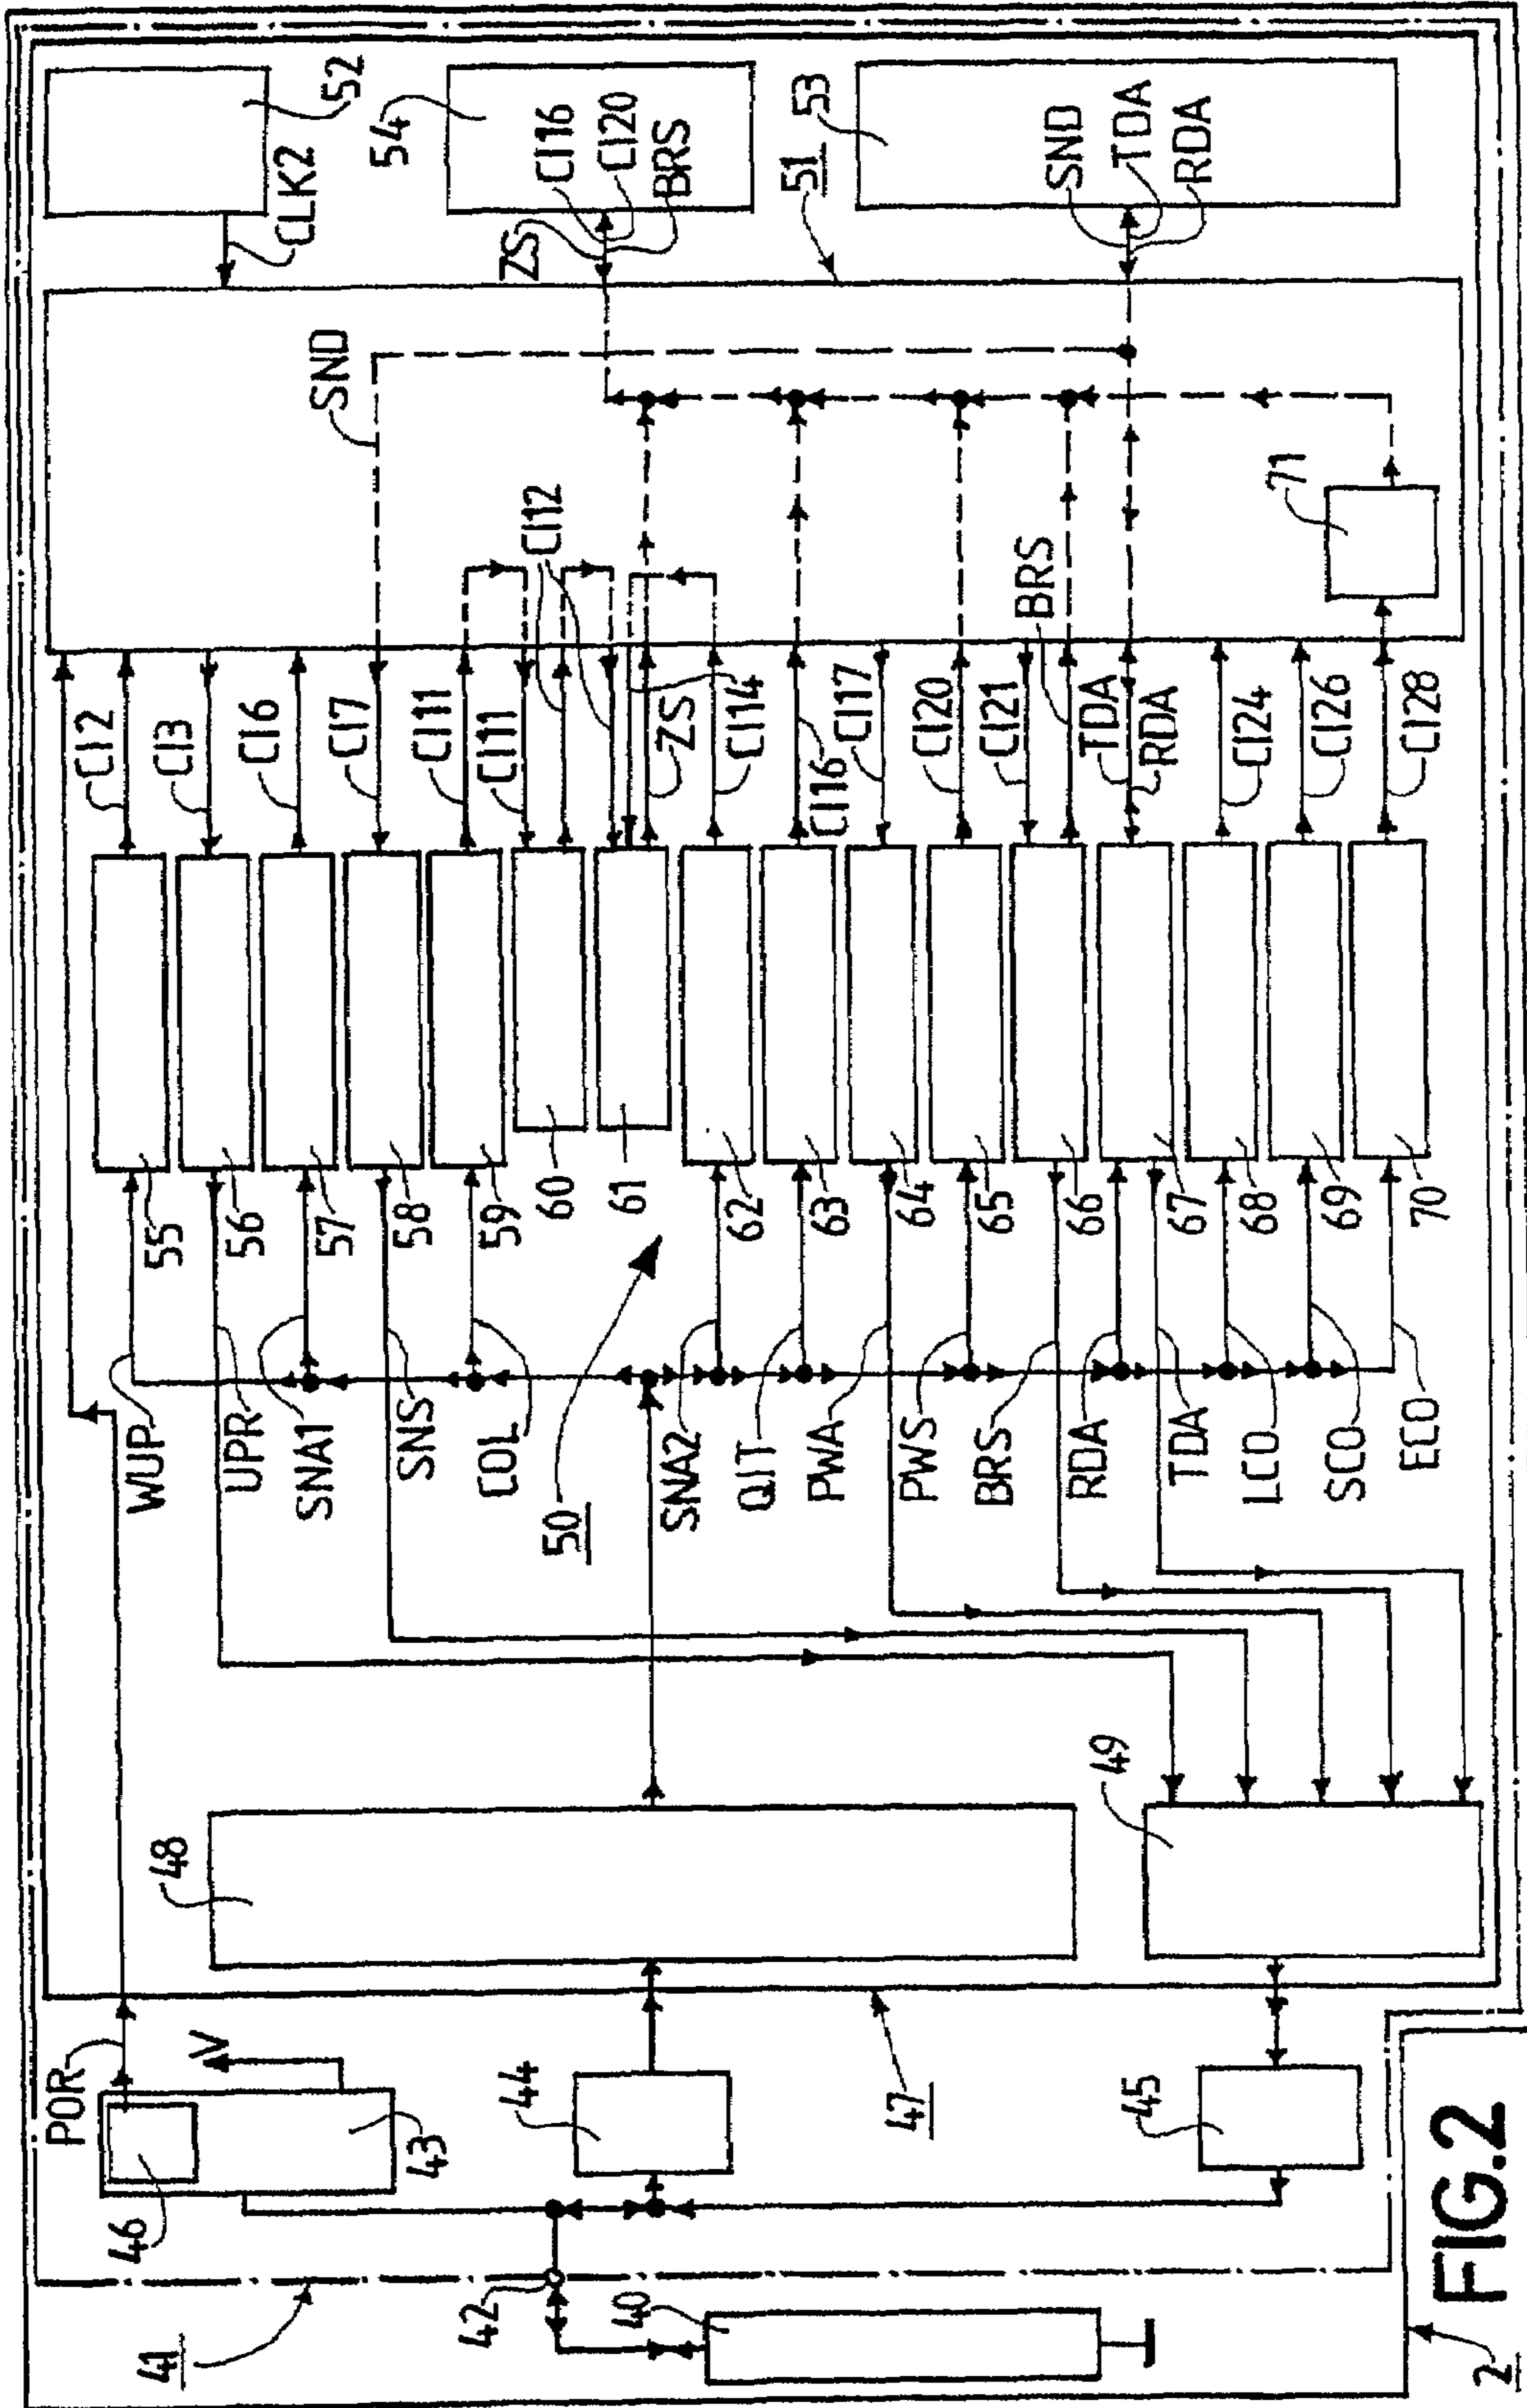 41
42
40
2
FIG.2
46
43
POR
V
44
47
45
48
49
WUP
UPR
SNA1
SNS
COL
50
SNA2
QIT
PWA
PWS
BRS
RDA
TDA
LCO
SCO
ECO
55
56
57
58
59
60
61
62
63
64
65
66
67
68
69
70
CI2
CI3
CI6
CI7
CI11
CI11
CI12
ZS
CI14
CI16
CI17
CI20
CI21
BRS
TDA
RDA
CI24
CI26
CI28
SND
71
51
CLK2
52
ZS
54
CI16
CI20
BRS
53
SND
TDA
RDA